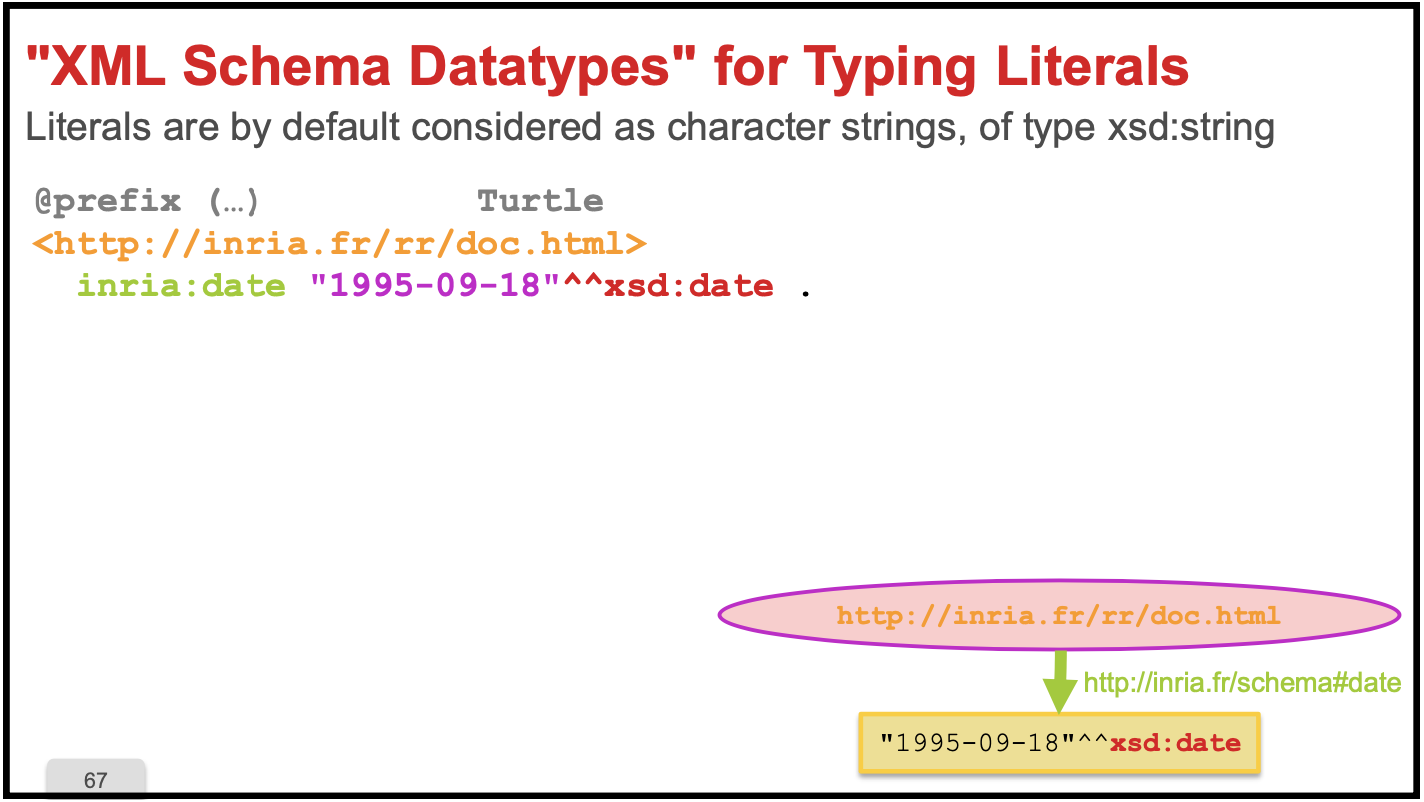 "XML Schema Datatypes" for Typing Literals
Literals are by default considered as character strings, of type xsd:string
@prefix (…) Turtle
<http://inria.fr/rr/doc.html>
inria:date "1995-09-18"^^xsd:date .
http://inria.fr/rr/doc.html
http://inria.fr/schema#date
"1995-09-18"^^xsd:date
67